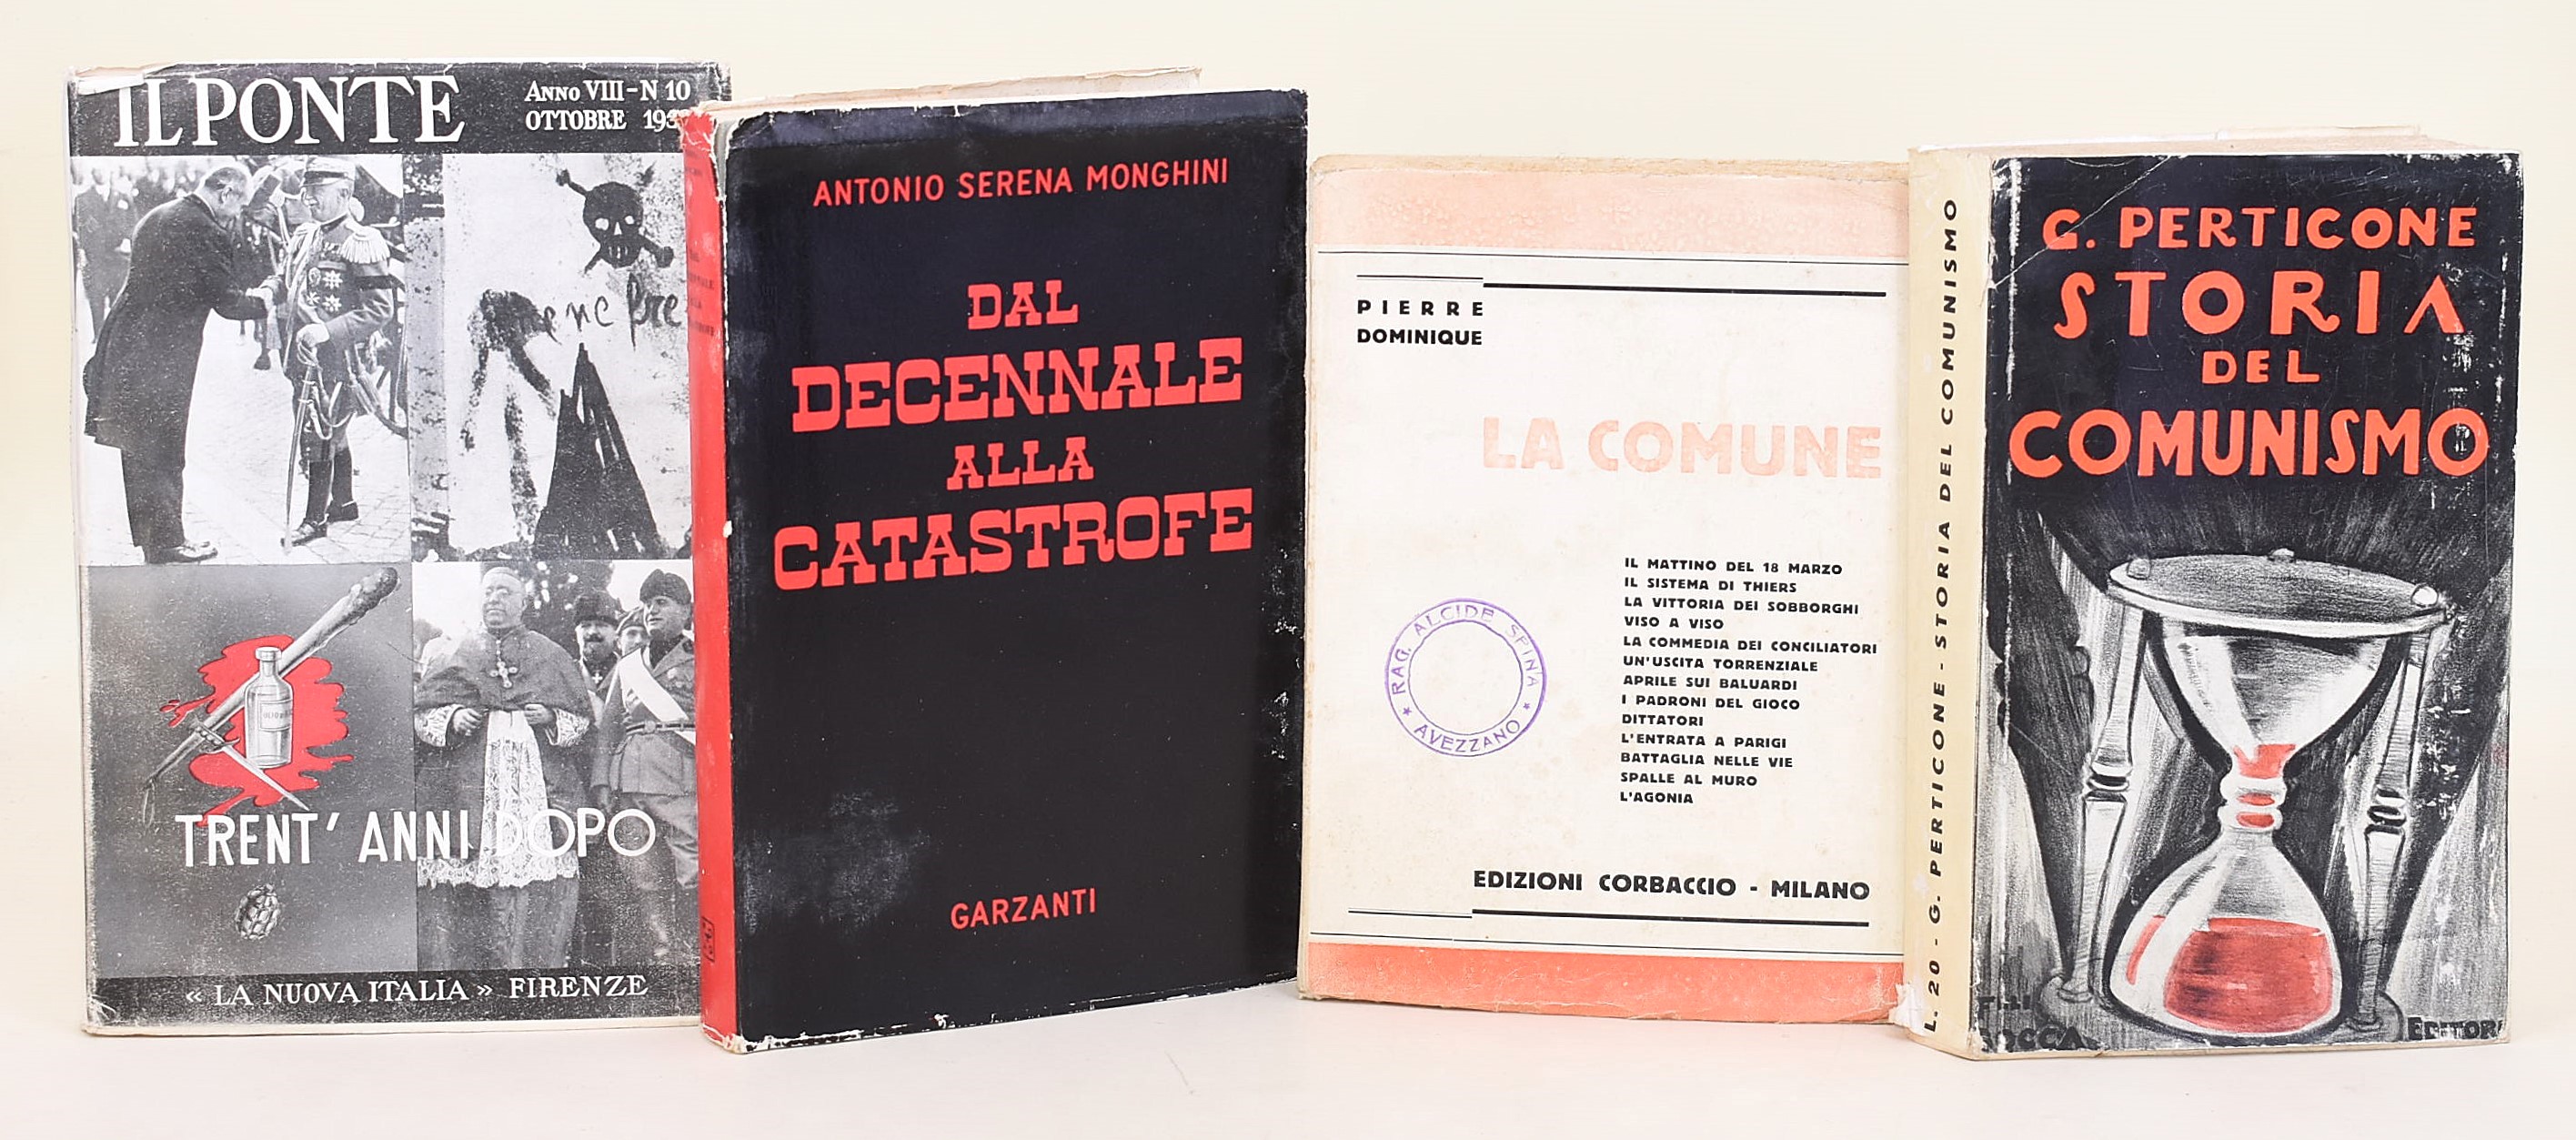 IL PONTE
ANNO VIII - N 10
OTTOBRE
TRENT' ANNI DOPO
« LA NUOVA ITALIA » FIRENZE
ANTONIO SERENA MONGHINI
DAL
DECENNALE
ALLA
CATASTROFE
GARZANTI
PIERRE
DOMINIQUE
LA COMUNE
IL MATTINO DEL 18 MARZO
IL SISTEMA DI THIERS
LA VITTORIA DEI SOBBORGHI
VISO A VISO
LA COMMEDIA DEI CONCILIATORI
UN'USCITA TORRENZIALE
APRILE SUI BALUARDI
I PADRONI DEL GIOCO
DITTATORI
L'ENTRATA A PARIGI
BATTAGLIA NELLE VIE
SPALLE AL MURO
L'AGONIA
RAG. ALCIDE SPINA
* AVEZZANO *
EDIZIONI CORBACCIO - MILANO
L. 20 - G. PERTICONE - STORIA DEL COMUNISMO
G. PERTICONE
STORIA
DEL
COMUNISMO
EDITORI